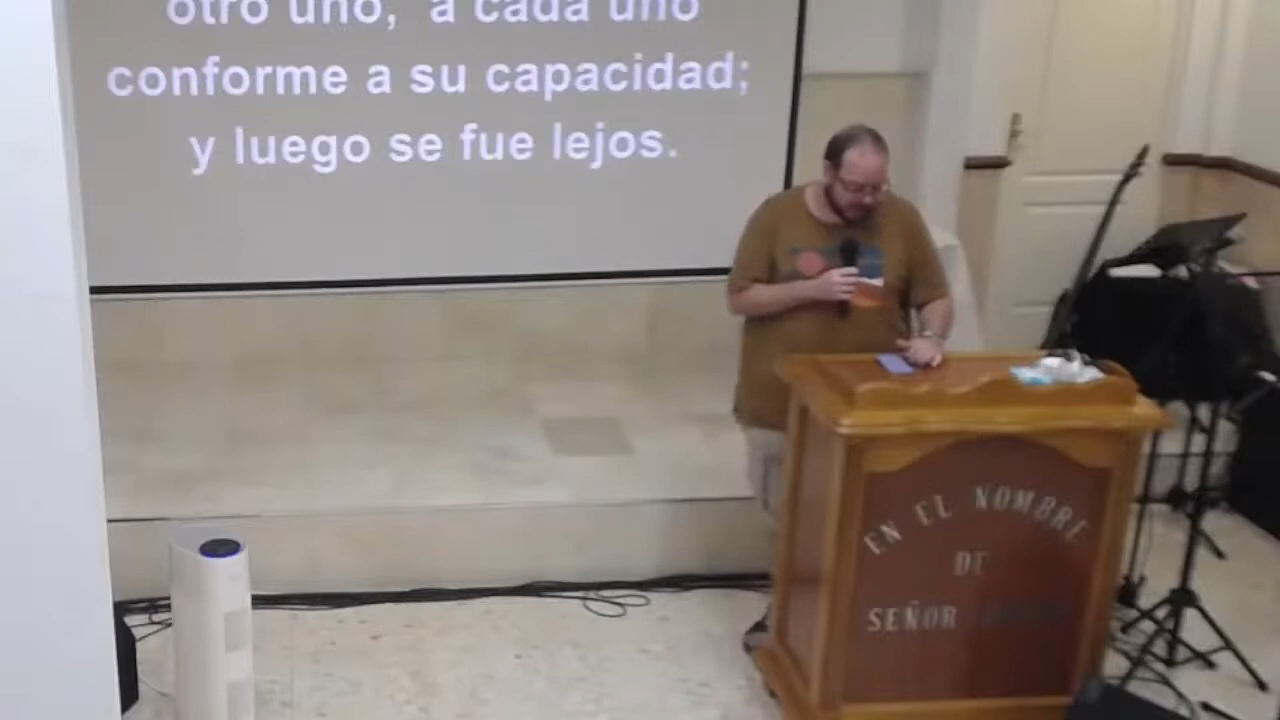 otro uno, a cada uno
conforme a su capacidad;
y luego se fue lejos.
EN EL NOMBRE
DE
SEÑOR